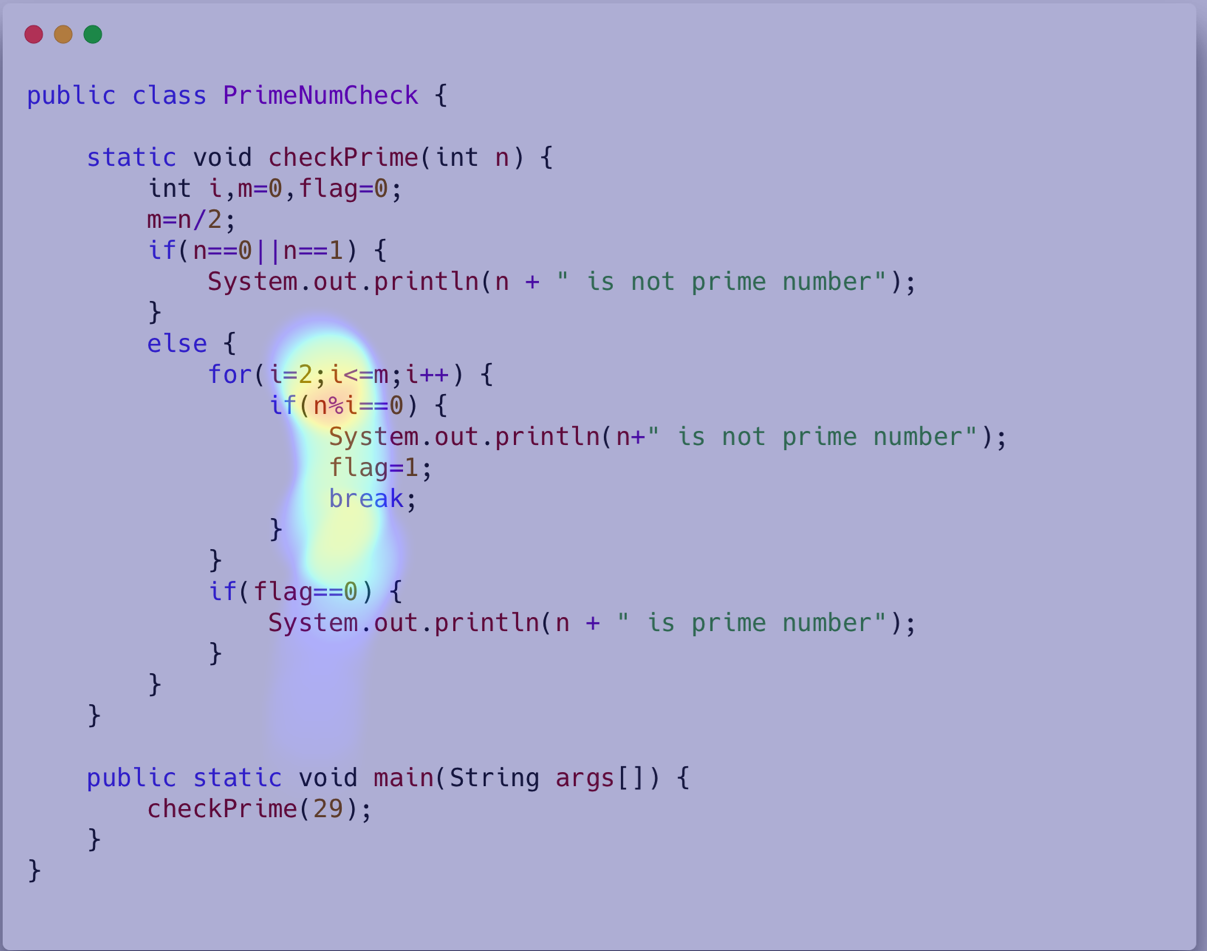 public class PrimeNumCheck {

    static void checkPrime(int n) {
        int i,m=0,flag=0;
        m=n/2;
        if(n==0||n==1) {
            System.out.println(n + " is not prime number");
        }
        else {
            for(i=2;i<=m;i++) {
                if(n%i==0) {
                    System.out.println(n+" is not prime number");
                    flag=1;
                    break;
                }
            }
            if(flag==0) {
                System.out.println(n + " is prime number");
            }
        }
    }

    public static void main(String args[]) {
        checkPrime(29);
    }
}